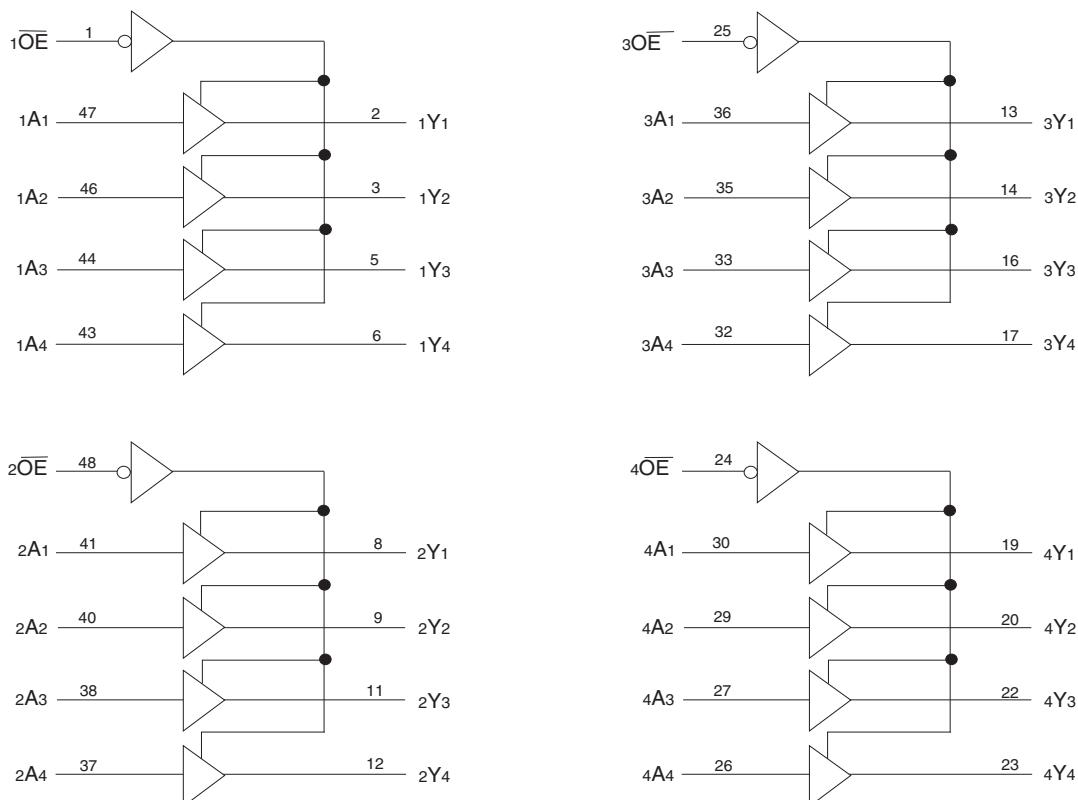 1OE 1
1A1 47 2 1Y1
1A2 46 3 1Y2
1A3 44 5 1Y3
1A4 43 6 1Y4
3OE 25
3A1 36 13 3Y1
3A2 35 14 3Y2
3A3 33 16 3Y3
3A4 32 17 3Y4
2OE 48
2A1 41 8 2Y1
2A2 40 9 2Y2
2A3 38 11 2Y3
2A4 37 12 2Y4
4OE 24
4A1 30 19 4Y1
4A2 29 20 4Y2
4A3 27 22 4Y3
4A4 26 23 4Y4